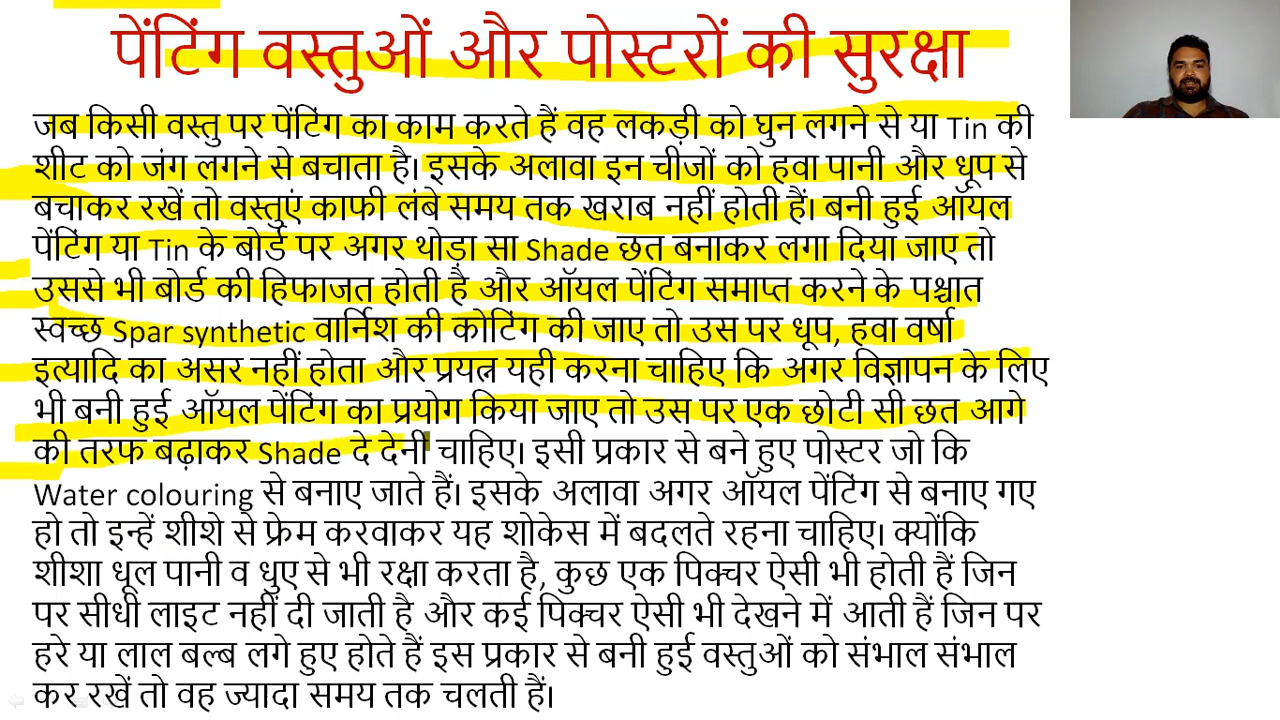 पेंटिंग वस्तुओं और पोस्टरों की सुरक्षा
जब किसी वस्तु पर पेंटिंग का काम करते हैं वह लकड़ी को घुन लगने से या Tin की
शीट को जंग लगने से बचाता है। इसके अलावा इन चीजों को हवा पानी और धूप से
बचाकर रखें तो वस्तुएं काफी लंबे समय तक खराब नहीं होती हैं। बनी हुई ऑयल
पेंटिंग या Tin के बोर्ड पर अगर थोड़ा सा Shade छत बनाकर लगा दिया जाए तो
उससे भी बोर्ड की हिफाजत होती है और ऑयल पेंटिंग समाप्त करने के पश्चात
स्वच्छ Spar synthetic वार्निश की कोटिंग की जाए तो उस पर धूप, हवा वर्षा
इत्यादि का असर नहीं होता और प्रयत्न यही करना चाहिए कि अगर विज्ञापन के लिए
भी बनी हुई ऑयल पेंटिंग का प्रयोग किया जाए तो उस पर एक छोटी सी छत आगे
की तरफ बढ़ाकर Shade दे देनी चाहिए। इसी प्रकार से बने हुए पोस्टर जो कि
Water colouring से बनाए जाते हैं। इसके अलावा अगर ऑयल पेंटिंग से बनाए गए
हो तो इन्हें शीशे से फ्रेम करवाकर यह शोकेस में बदलते रहना चाहिए। क्योंकि
शीशा धूल पानी व धुए से भी रक्षा करता है, कुछ एक पिक्चर ऐसी भी होती हैं जिन
पर सीधी लाइट नहीं दी जाती है और कई पिक्चर ऐसी भी देखने में आती हैं जिन पर
हरे या लाल बल्ब लगे हुए होते हैं इस प्रकार से बनी हुई वस्तुओं को संभाल संभाल
कर रखें तो वह ज्यादा समय तक चलती हैं।